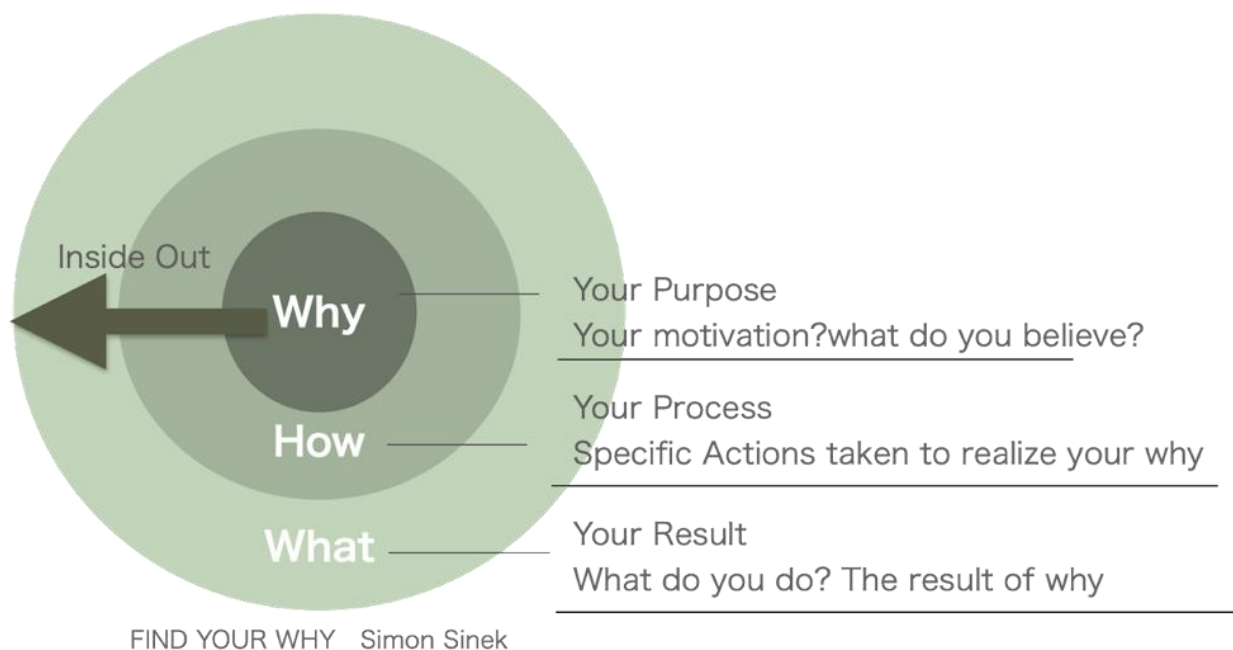 Inside Out
Why
Your Purpose
Your motivation?what do you believe?
How
Your Process
Specific Actions taken to realize your why
What
Your Result
What do you do? The result of why
FIND YOUR WHY Simon Sinek